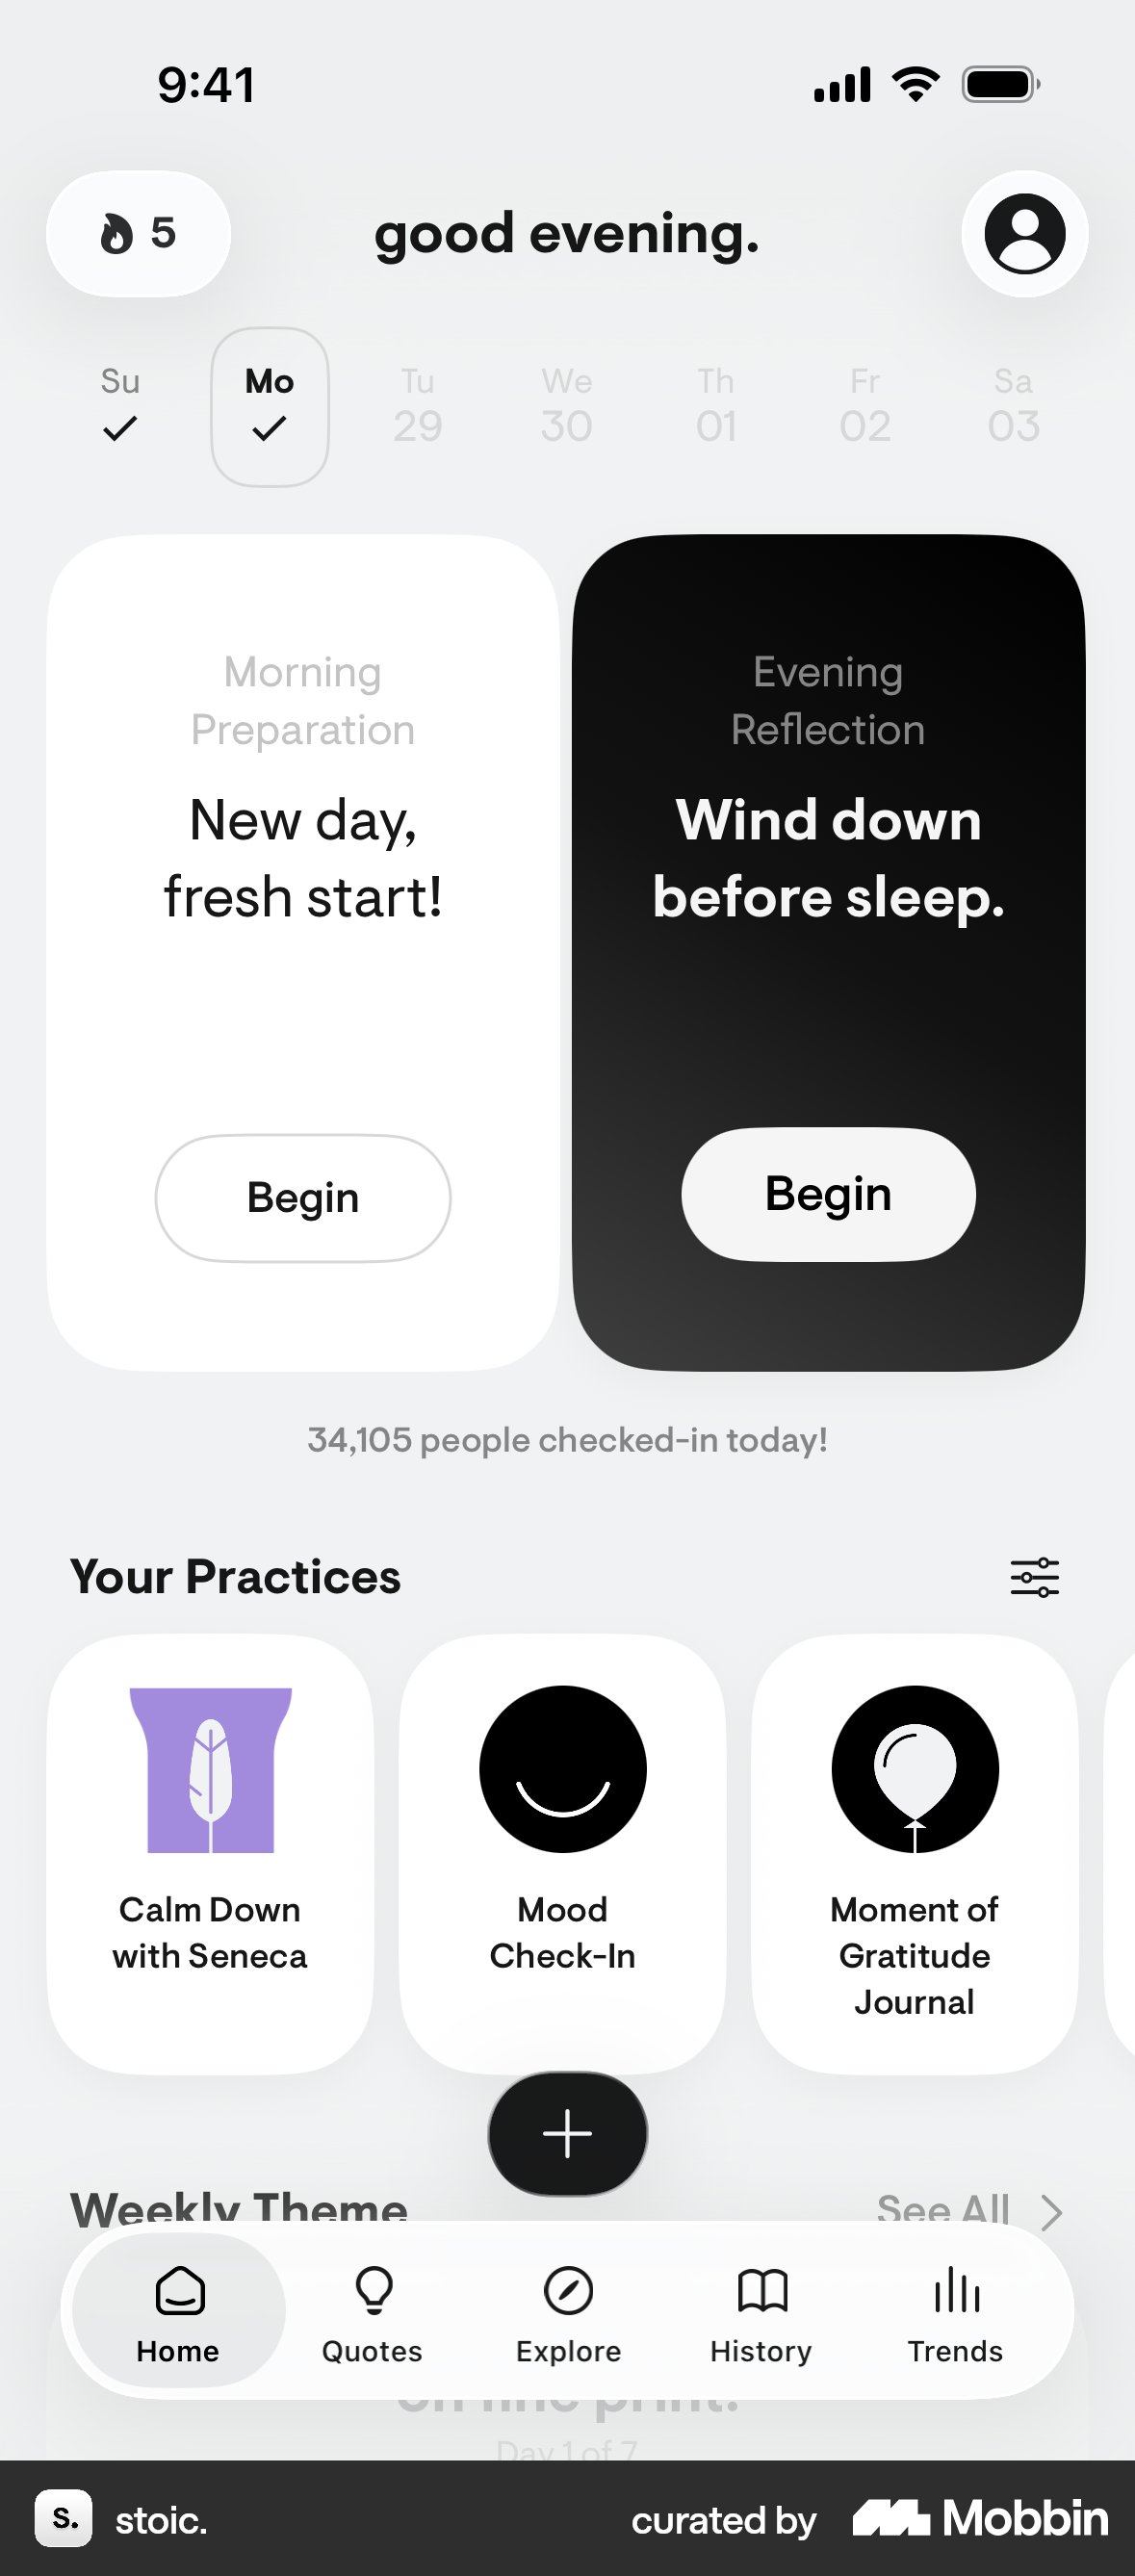 9:41
5
good evening.
Su Mo Tu We Th Fr Sa
29 30 01 02 03
Morning
Preparation
New day,
fresh start!
Begin
Evening
Reflection
Wind down
before sleep.
Begin
34,105 people checked-in today!
Your Practices
Calm Down
with Seneca
Mood
Check-In
Moment of
Gratitude
Journal
Weekly Theme
See All
Home
Quotes
Explore
History
Trends
Day 1 of 7
S.
stoic.
curated by
Mobbin